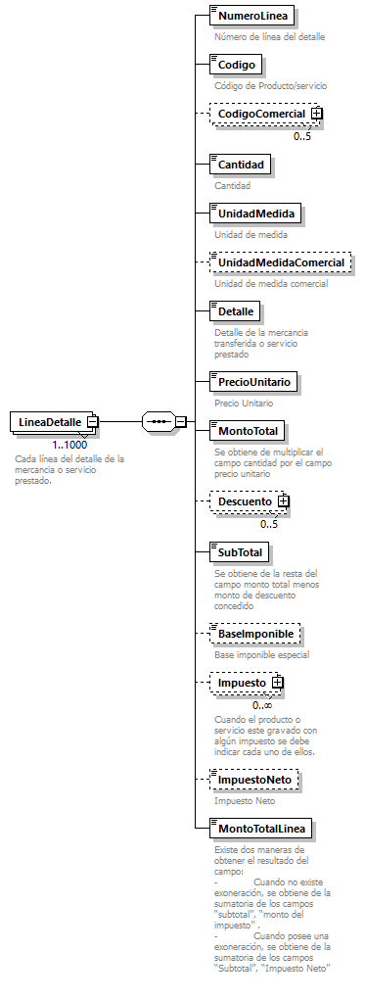 NumeroLinea
Número de línea del detalle
Codigo
Código de Producto/servicio
CodigoComercial
0..5
Cantidad
Cantidad
UnidadMedida
Unidad de medida
UnidadMedidaComercial
Unidad de medida comercial
Detalle
Detalle de la mercancia
transferida o servicio
prestado
PrecioUnitario
Precio Unitario
LineaDetalle
1..1000
Cada línea del detalle de la
mercancia o servicio
prestado.
MontoTotal
Se obtiene de multiplicar el
campo cantidad por el campo
precio unitario
Descuento
0..5
SubTotal
Se obtiene de la resta del
campo monto total menos
monto de descuento
concedido
BaseImponible
Base imponible especial
Impuesto
0..∞
Cuando el producto o
servicio este gravado con
algún impuesto se debe
indicar cada uno de ellos.
ImpuestoNeto
Impuesto Neto
MontoTotalLinea
Existe dos maneras de
obtener el resultado del
campo:
- Cuando no existe
exoneración, se obtiene de la
sumatoria de los campos
“subtotal”, “monto del
impuesto” .
- Cuando posee una
exoneración, se obtiene de la
sumatoria de los campos
“Subtotal”, “Impuesto Neto”